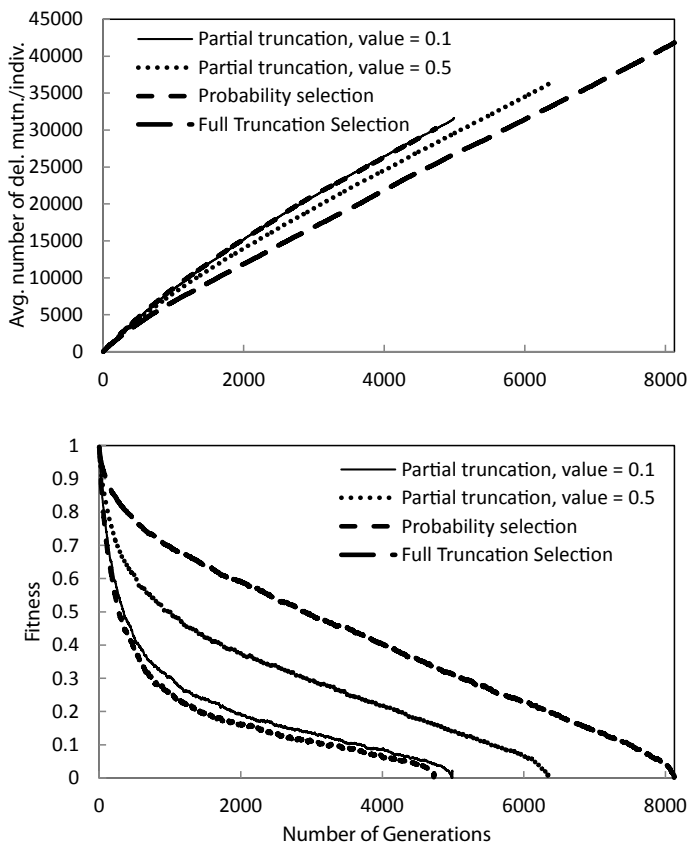 45000
40000
35000
30000
25000
20000
15000
10000
5000
0
Avg. number of del. mutn./indiv.
Partial truncation, value = 0.1
Partial truncation, value = 0.5
Probability selection
Full Truncation Selection
0 2000 4000 6000 8000
1
0.9
0.8
0.7
0.6
0.5
0.4
0.3
0.2
0.1
0
Fitness
Partial truncation, value = 0.1
Partial truncation, value = 0.5
Probability selection
Full Truncation Selection
0 2000 4000 6000 8000
Number of Generations